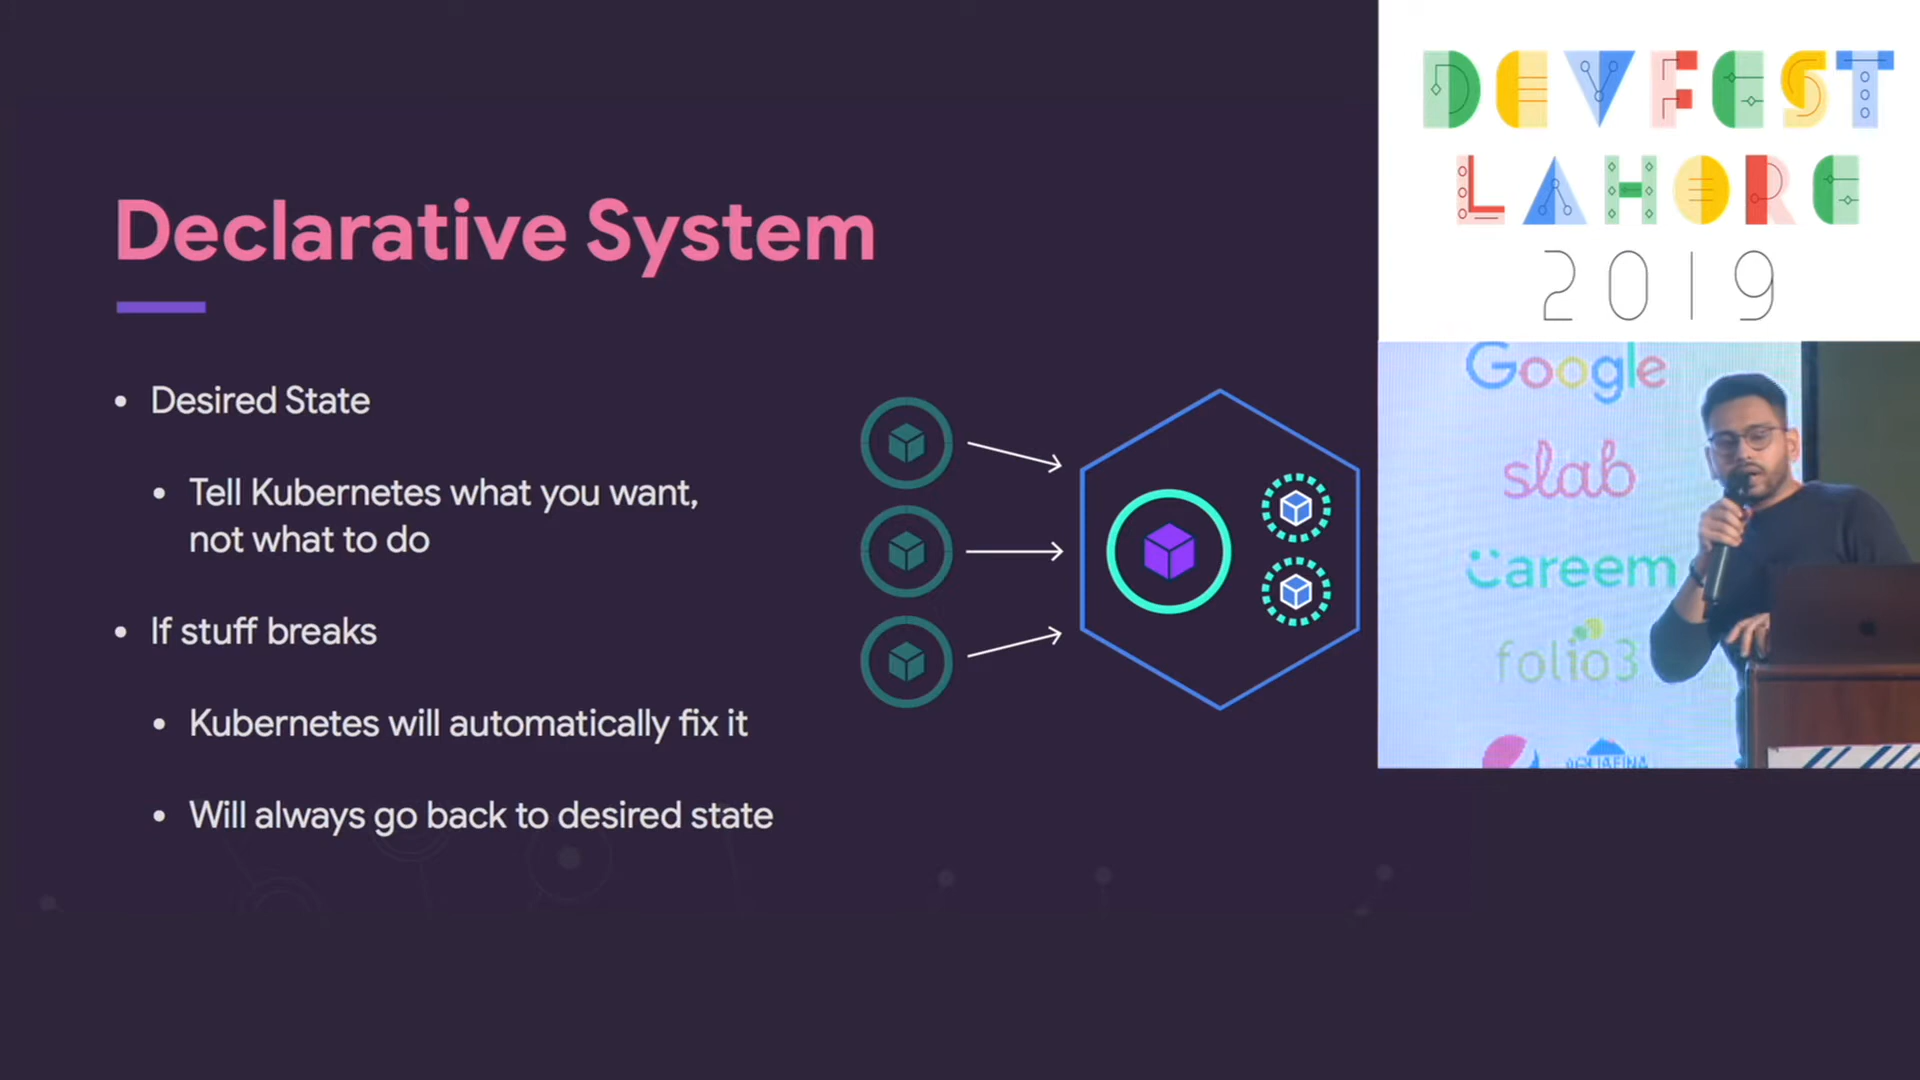 Declarative System
• Desired State
• Tell Kubernetes what you want,
not what to do
• If stuff breaks
• Kubernetes will automatically fix it
• Will always go back to desired state
DEVFEST
LAHORE
2019
Google
slab
Careem
folio3
AQUAFINA